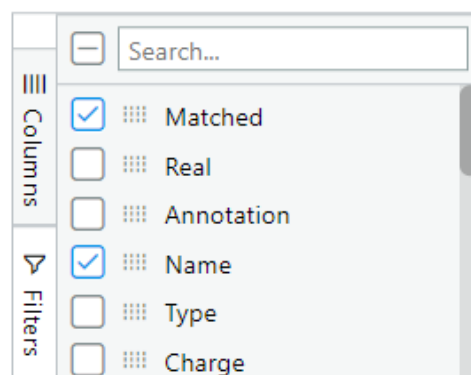 Search...
Columns
Filters
Matched
Real
Annotation
Name
Type
Charge